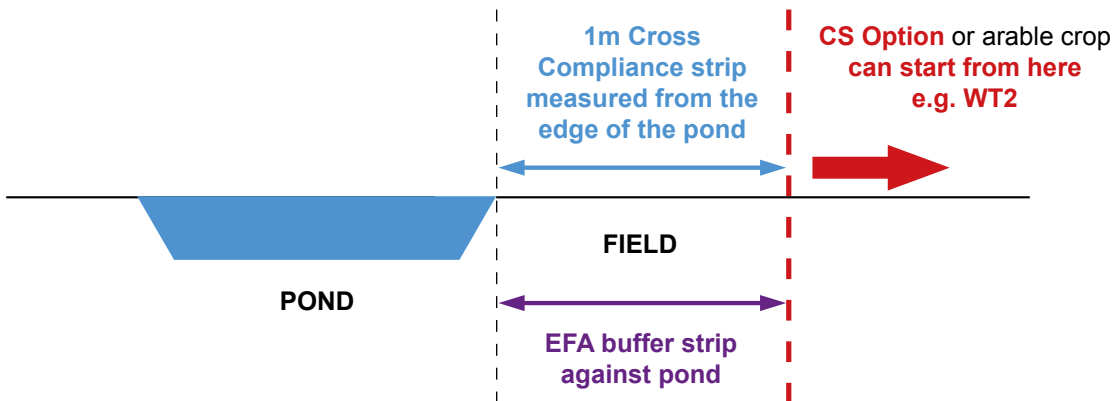 1m Cross
Compliance strip
measured from the
edge of the pond
CS Option or arable crop
can start from here
e.g. WT2
FIELD
POND
EFA buffer strip
against pond